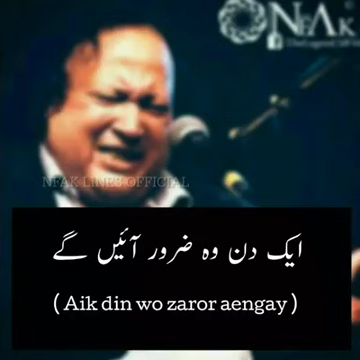 NFAK
NFAK LINES OFFICIAL
ایک دن وہ ضرور آئیں گے
( Aik din wo zaror aengay )